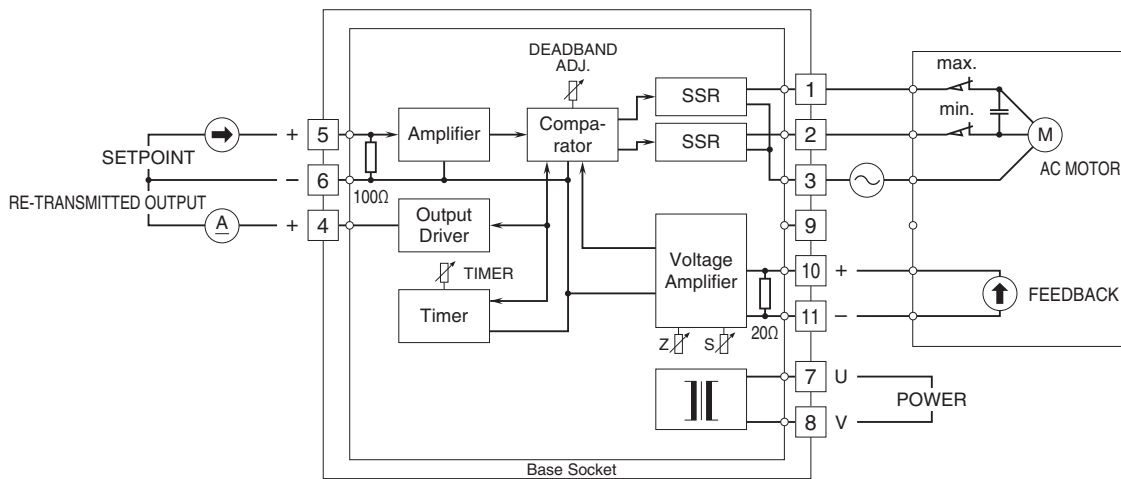 DEADBAND
ADJ.
max.
min.
SSR
SSR
1
2
3
M
AC MOTOR
5
+
Amplifier
Compa-
rator
SETPOINT
6
–
100Ω
RE-TRANSMITTED OUTPUT
A
+
4
Output
Driver
9
TIMER
Timer
Voltage
Amplifier
10
+
11
–
20Ω
FEEDBACK
Z
S
7
U
8
V
POWER
Base Socket